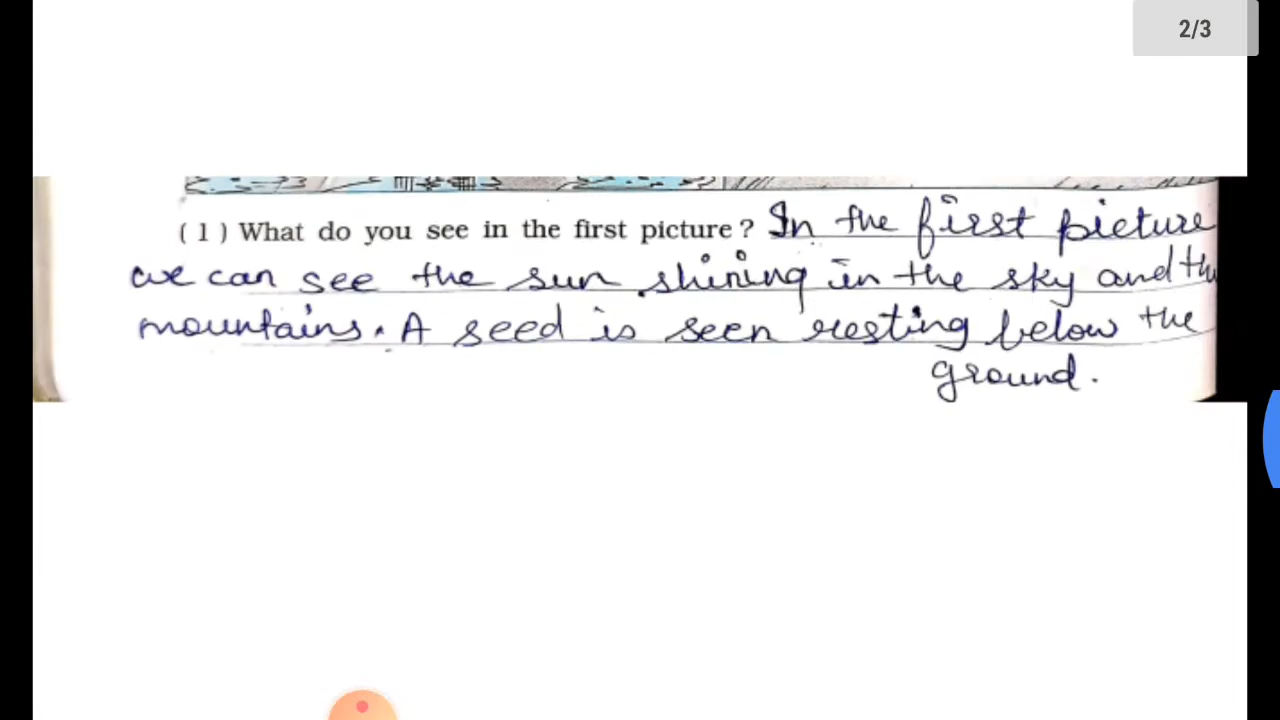 2/3
( 1 ) What do you see in the first picture ? In the first picture
we can see the sun shining in the sky and the
mountains. A seed is seen resting below the
ground.